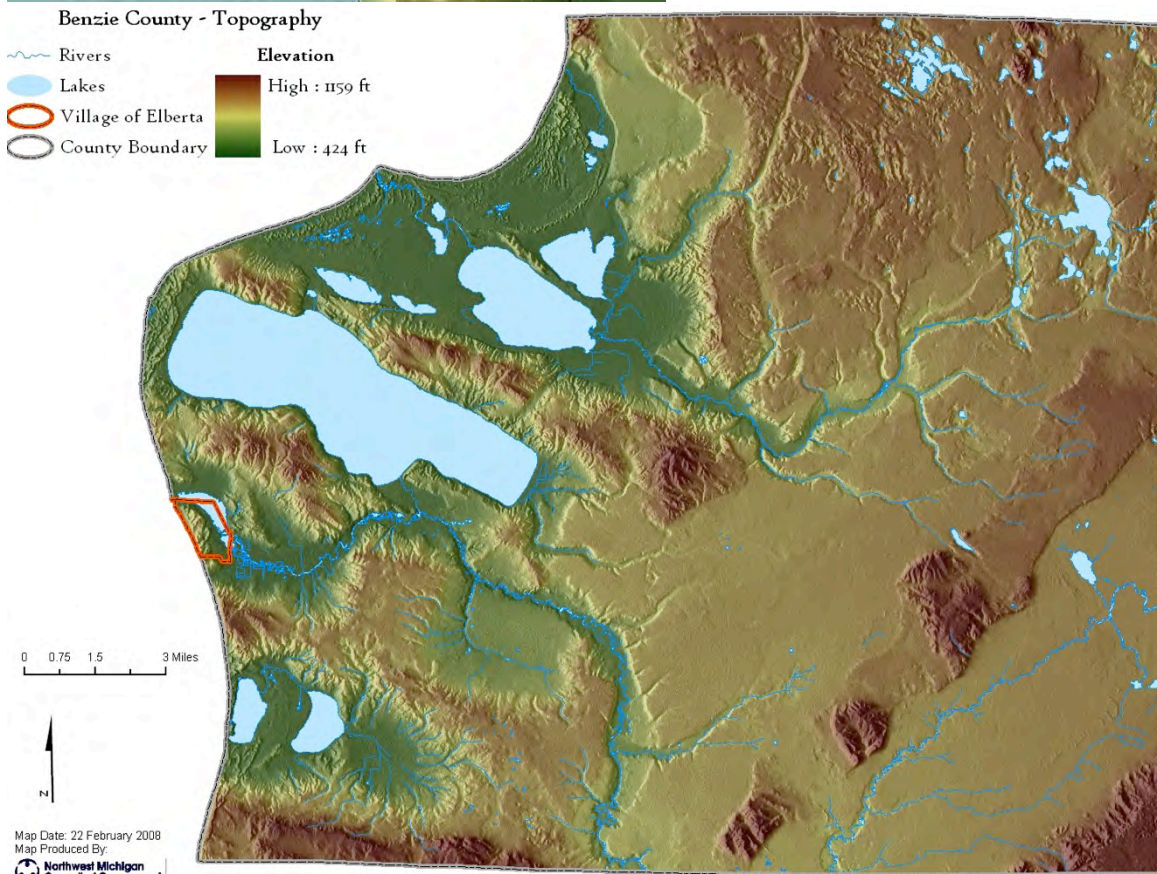 Benzie County - Topography
Rivers
Elevation
Lakes
High : 1159 ft
Village of Elberta
County Boundary
Low : 424 ft
0 0.75 1.5 3 Miles
N
Map Date: 22 February 2008
Map Produced By:
Northwest Michigan